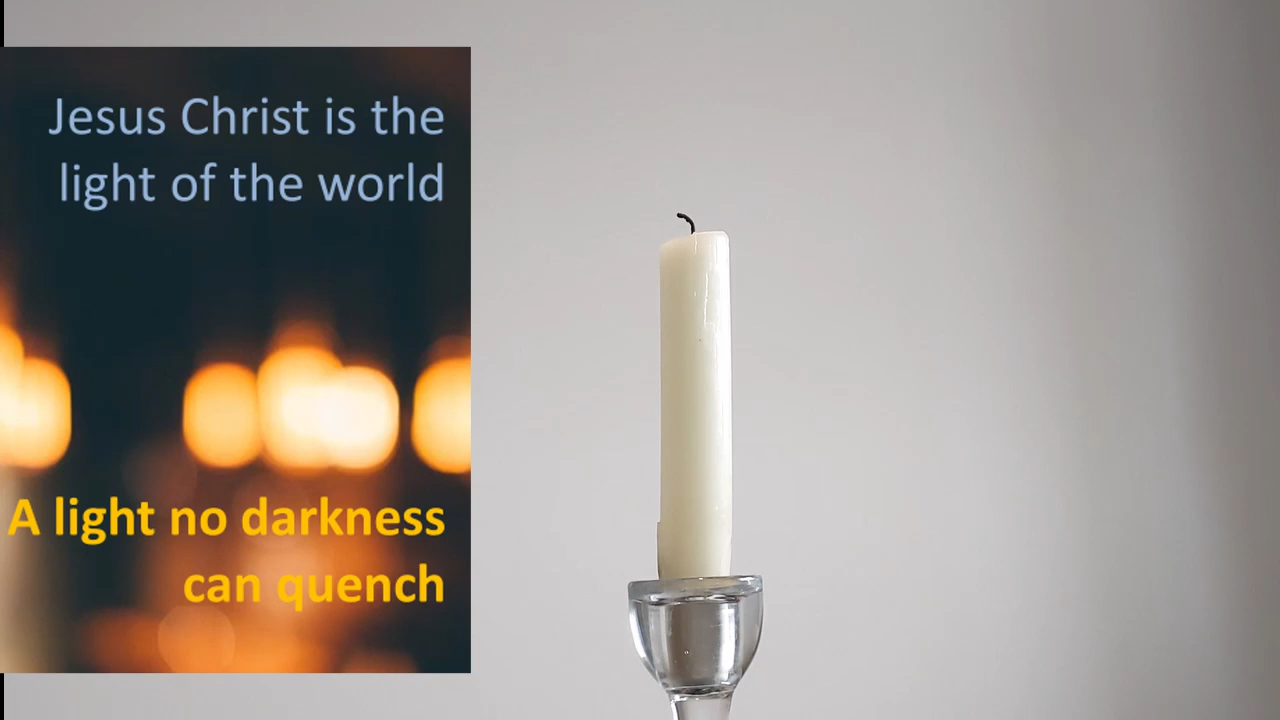 Jesus Christ is the
light of the world
A light no darkness
can quench